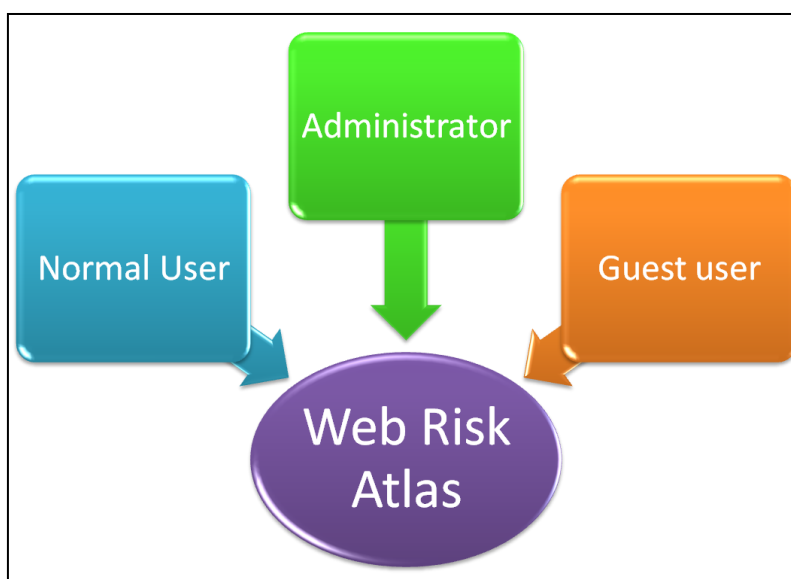 Administrator
Normal User
Guest user
Web Risk
Atlas